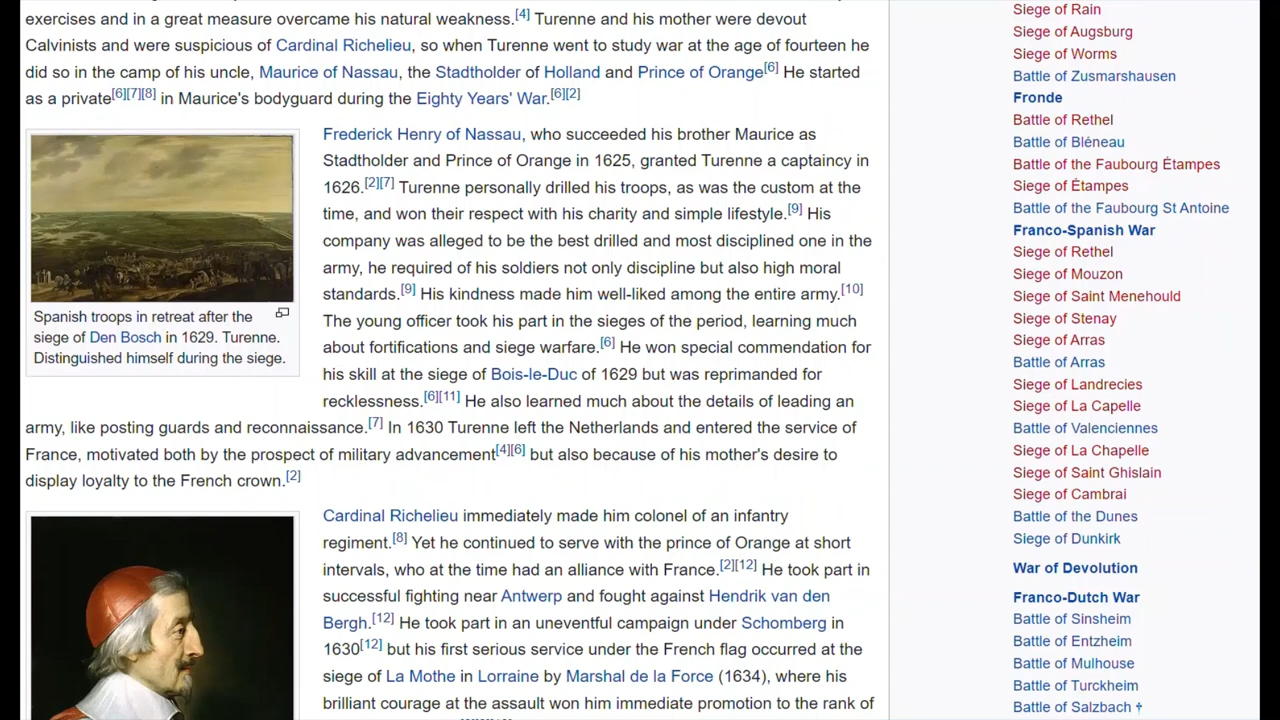 exercises and in a great measure overcame his natural weakness.[4] Turenne and his mother were devout
Calvinists and were suspicious of Cardinal Richelieu, so when Turenne went to study war at the age of fourteen he
did so in the camp of his uncle, Maurice of Nassau, the Stadtholder of Holland and Prince of Orange[6] He started
as a private[6][7][8] in Maurice's bodyguard during the Eighty Years' War.[6][2]
Frederick Henry of Nassau, who succeeded his brother Maurice as
Stadtholder and Prince of Orange in 1625, granted Turenne a captaincy in
1626.[2][7] Turenne personally drilled his troops, as was the custom at the
time, and won their respect with his charity and simple lifestyle.[9] His
company was alleged to be the best drilled and most disciplined one in the
army, he required of his soldiers not only discipline but also high moral
standards.[9] His kindness made him well-liked among the entire army.[10]
The young officer took his part in the sieges of the period, learning much
about fortifications and siege warfare.[6] He won special commendation for
his skill at the siege of Bois-le-Duc of 1629 but was reprimanded for
recklessness.[6][11] He also learned much about the details of leading an
army, like posting guards and reconnaissance.[7] In 1630 Turenne left the Netherlands and entered the service of
France, motivated both by the prospect of military advancement[4][6] but also because of his mother's desire to
display loyalty to the French crown.[2]
Spanish troops in retreat after the
siege of Den Bosch in 1629. Turenne.
Distinguished himself during the siege.
Cardinal Richelieu immediately made him colonel of an infantry
regiment.[8] Yet he continued to serve with the prince of Orange at short
intervals, who at the time had an alliance with France.[2][12] He took part in
successful fighting near Antwerp and fought against Hendrik van den
Bergh.[12] He took part in an uneventful campaign under Schomberg in
1630[12] but his first serious service under the French flag occurred at the
siege of La Mothe in Lorraine by Marshal de la Force (1634), where his
brilliant courage at the assault won him immediate promotion to the rank of
Siege of Rain
Siege of Augsburg
Siege of Worms
Battle of Zusmarshausen
Fronde
Battle of Rethel
Battle of Bléneau
Battle of the Faubourg Étampes
Siege of Étampes
Battle of the Faubourg St Antoine
Franco-Spanish War
Siege of Rethel
Siege of Mouzon
Siege of Saint Menehould
Siege of Stenay
Siege of Arras
Battle of Arras
Siege of Landrecies
Siege of La Capelle
Battle of Valenciennes
Siege of La Chapelle
Siege of Saint Ghislain
Siege of Cambrai
Battle of the Dunes
Siege of Dunkirk
War of Devolution
Franco-Dutch War
Battle of Sinsheim
Battle of Entzheim
Battle of Mulhouse
Battle of Turckheim
Battle of Salzbach †